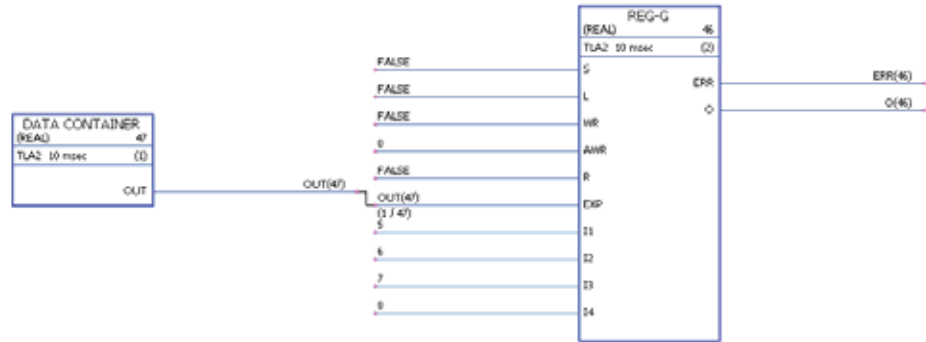 REG-G
(REAL) 46
TLA2 10 msec (2)
FALSE S
ERR ERR(46)
FALSE L
O O(46)
FALSE WR
DATA CONTAINER
(REAL) 47
TLA2 10 msec (1)
0 AWR
FALSE R
OUT OUT(47)
OUT(47) EXP
(1 / 47)
5 I1
6 I2
7 I3
8 I4